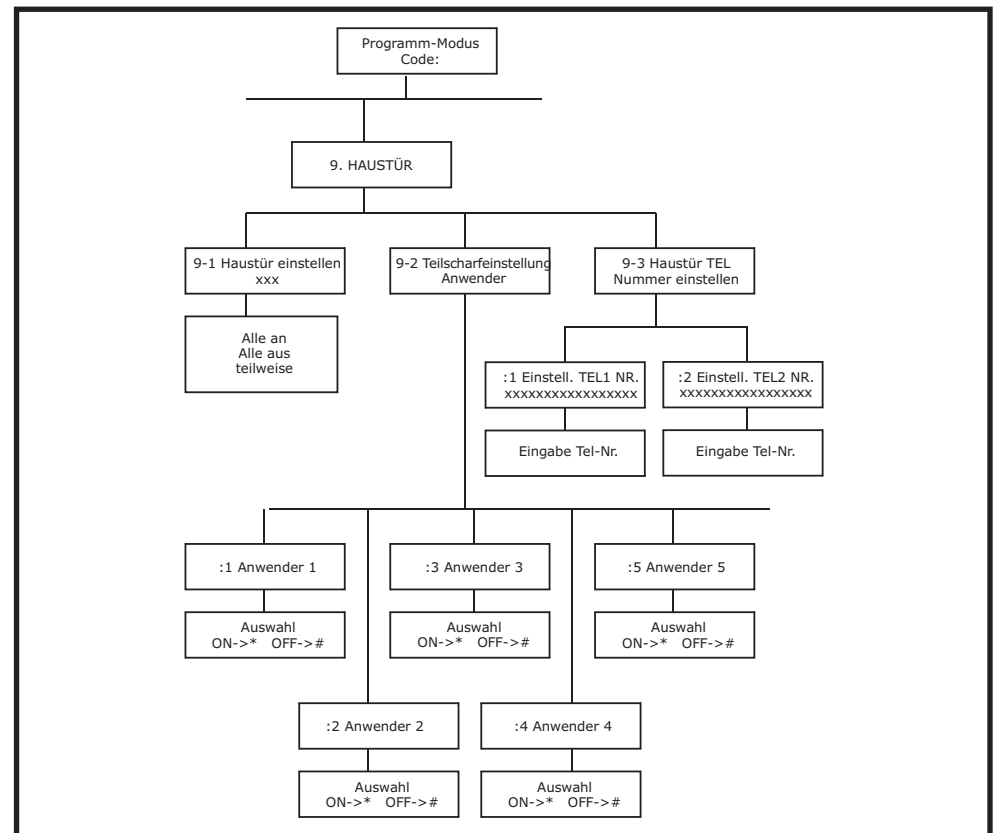 Programm-Modus
Code:
9. HAUSTÜR
9-1 Haustür einstellen
xxx
9-2 Teilscharfeinstellung
Anwender
9-3 Haustür TEL
Nummer einstellen
Alle an
Alle aus
teilweise
:1 Einstell. TEL1 NR.
xxxxxxxxxxxxxxxxx
:2 Einstell. TEL2 NR.
xxxxxxxxxxxxxxxxx
Eingabe Tel-Nr.
Eingabe Tel-Nr.
:1 Anwender 1
:3 Anwender 3
:5 Anwender 5
Auswahl
ON->* OFF->#
Auswahl
ON->* OFF->#
Auswahl
ON->* OFF->#
:2 Anwender 2
:4 Anwender 4
Auswahl
ON->* OFF->#
Auswahl
ON->* OFF->#